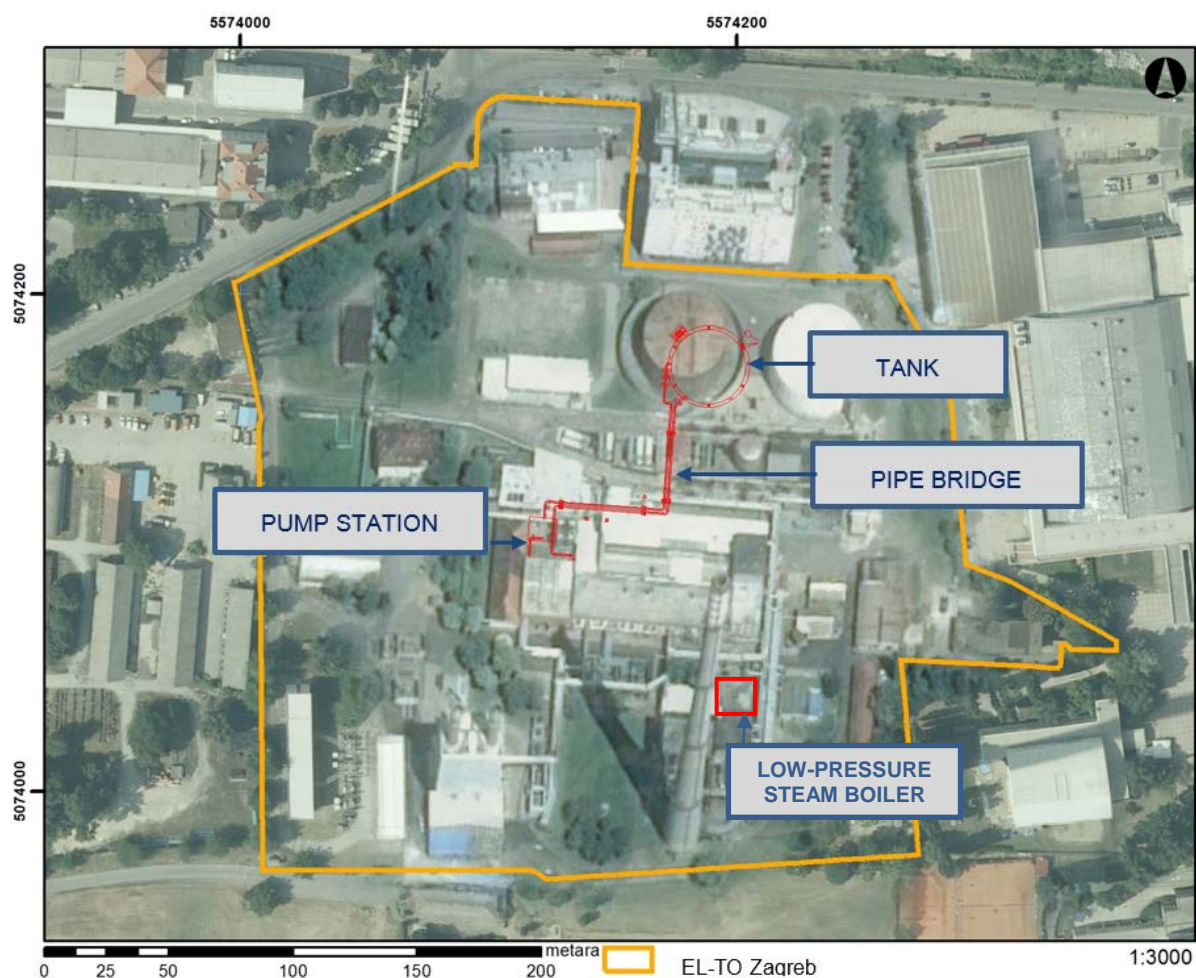 5574000
5574200
5074200
TANK
PIPE BRIDGE
PUMP STATION
LOW-PRESSURE
STEAM BOILER
5074000
metara
0 25 50 100 150 200
EL-TO Zagreb
1:3000